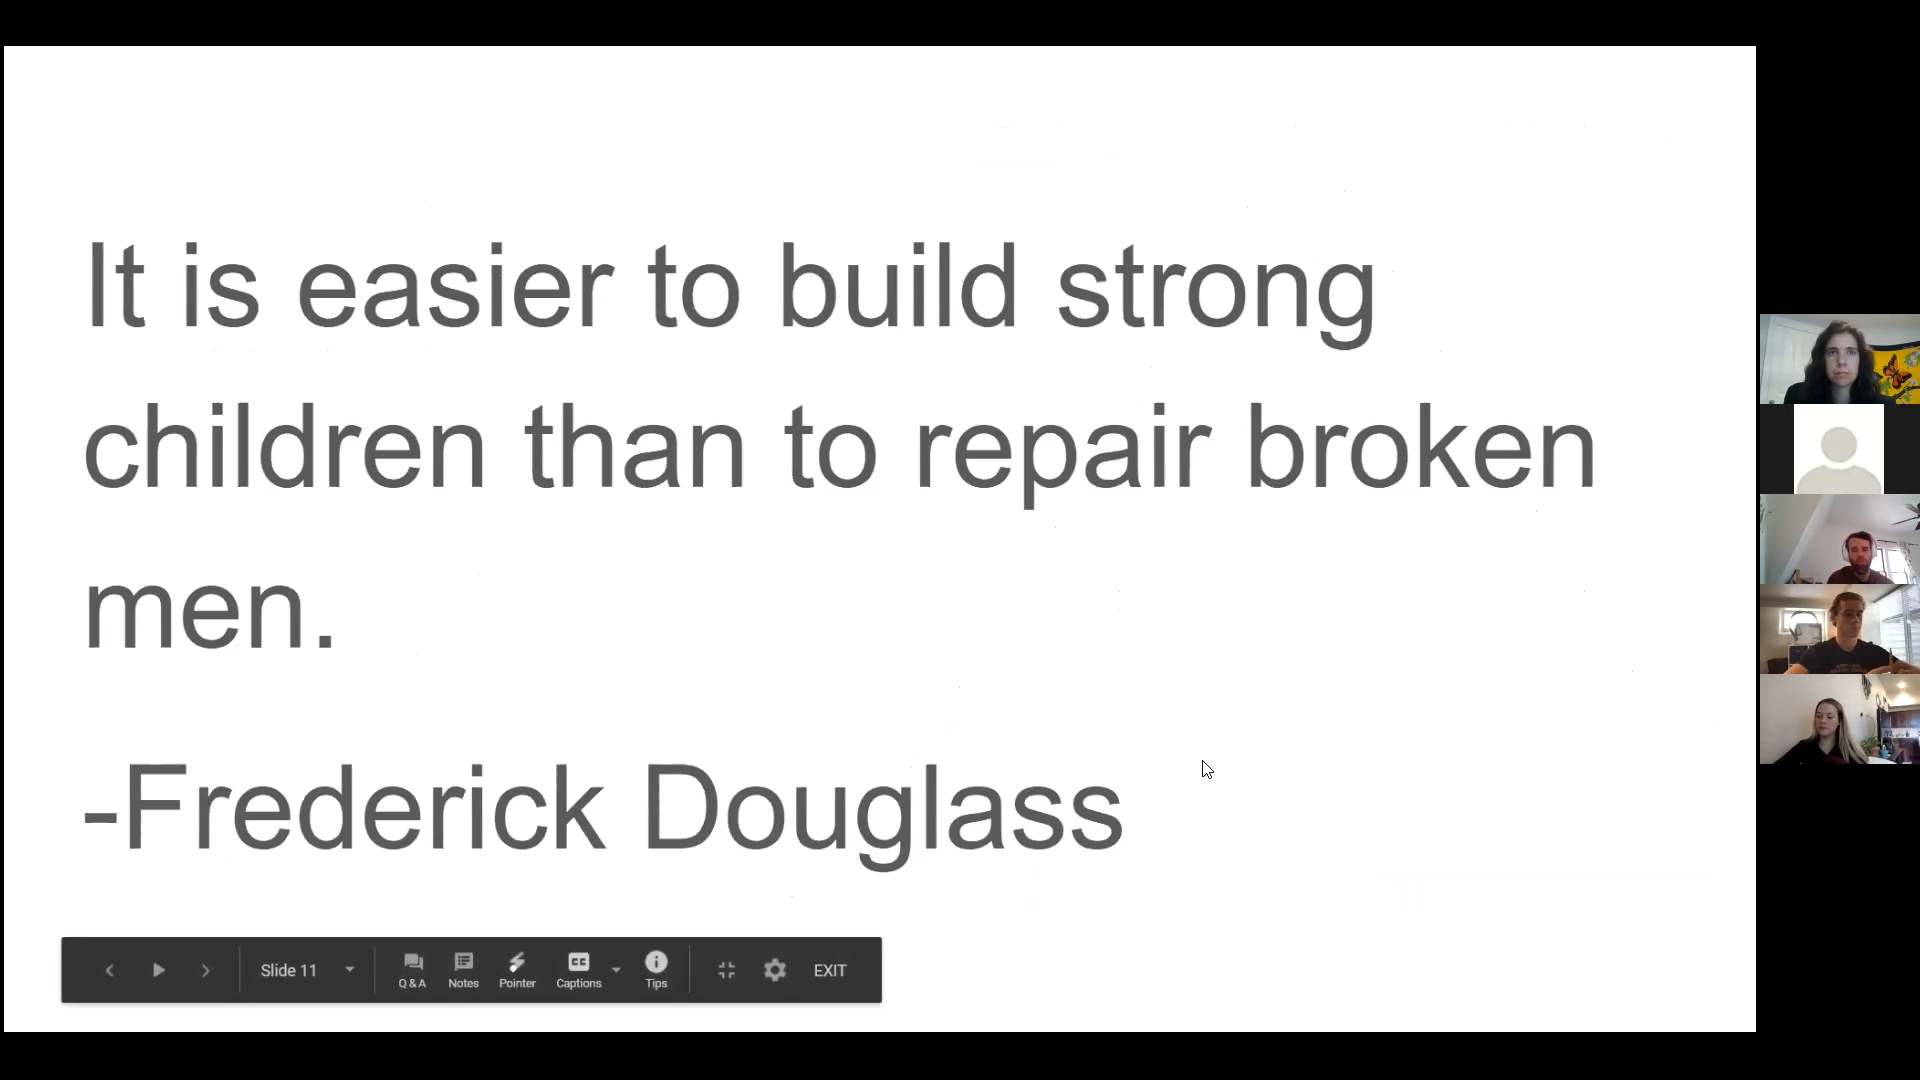 It is easier to build strong
children than to repair broken
men.
-Frederick Douglass
Slide 11
Q & A
Notes
Pointer
Captions
Tips
EXIT